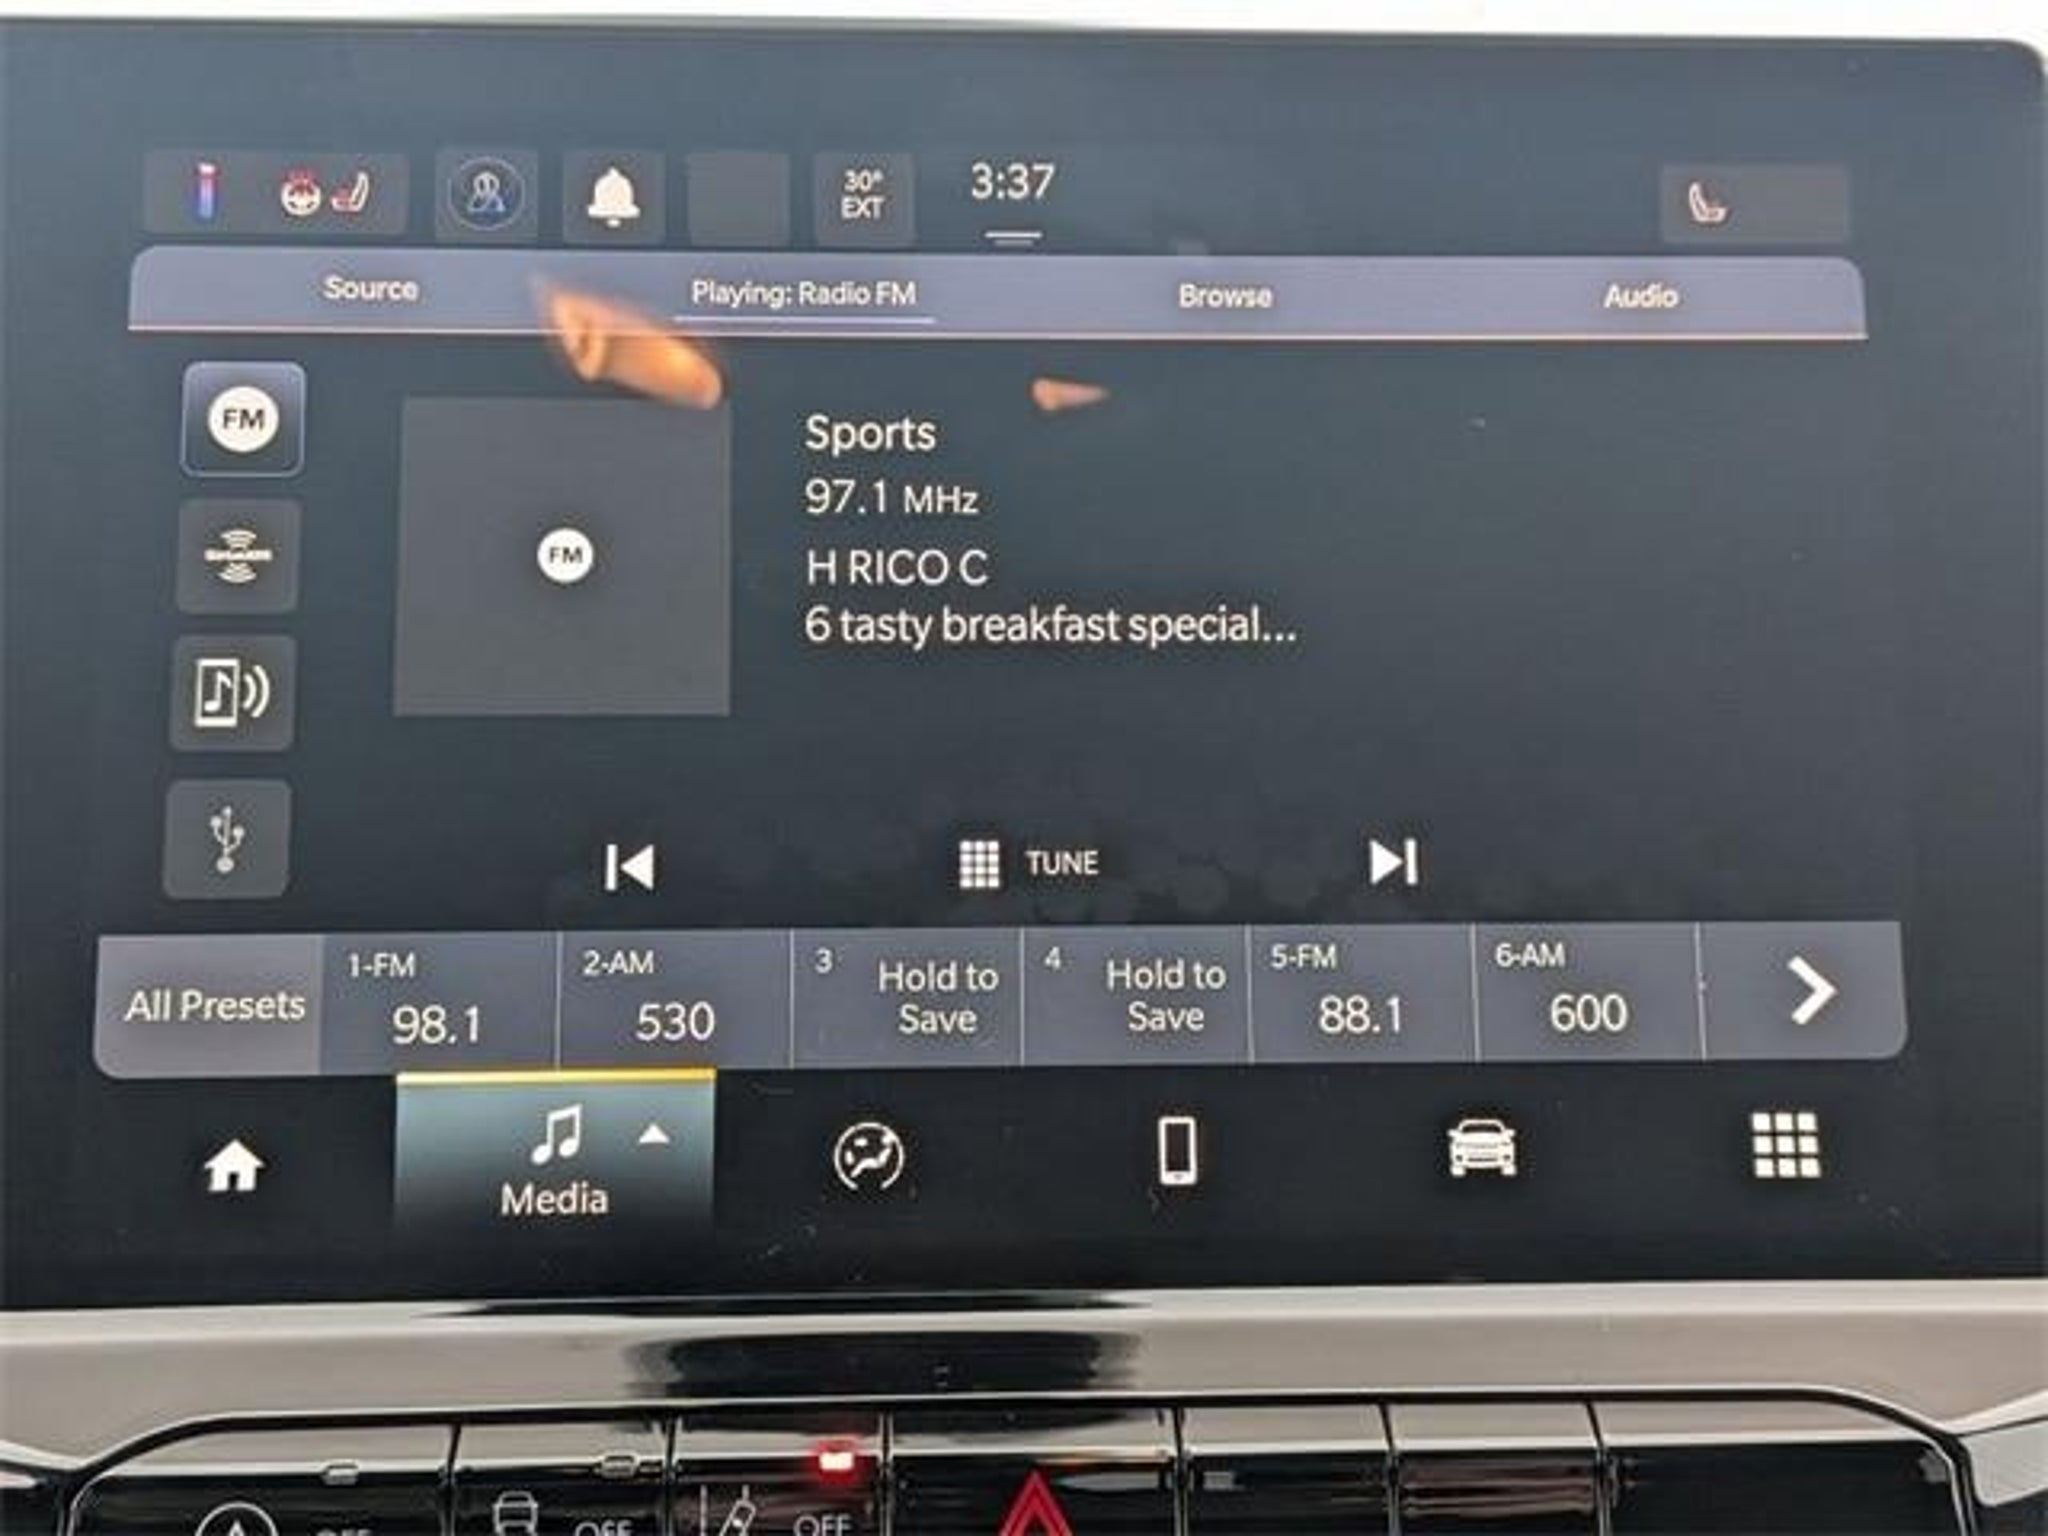 30° EXT
3:37
Source
Playing: Radio FM
Browse
Audio
FM
FM
Sports
97.1 MHz
H RICO C
6 tasty breakfast special...
TUNE
All Presets
1-FM
98.1
2-AM
530
3
Hold to
Save
4
Hold to
Save
5-FM
88.1
6-AM
600
Media
OFF
OFF
OFF